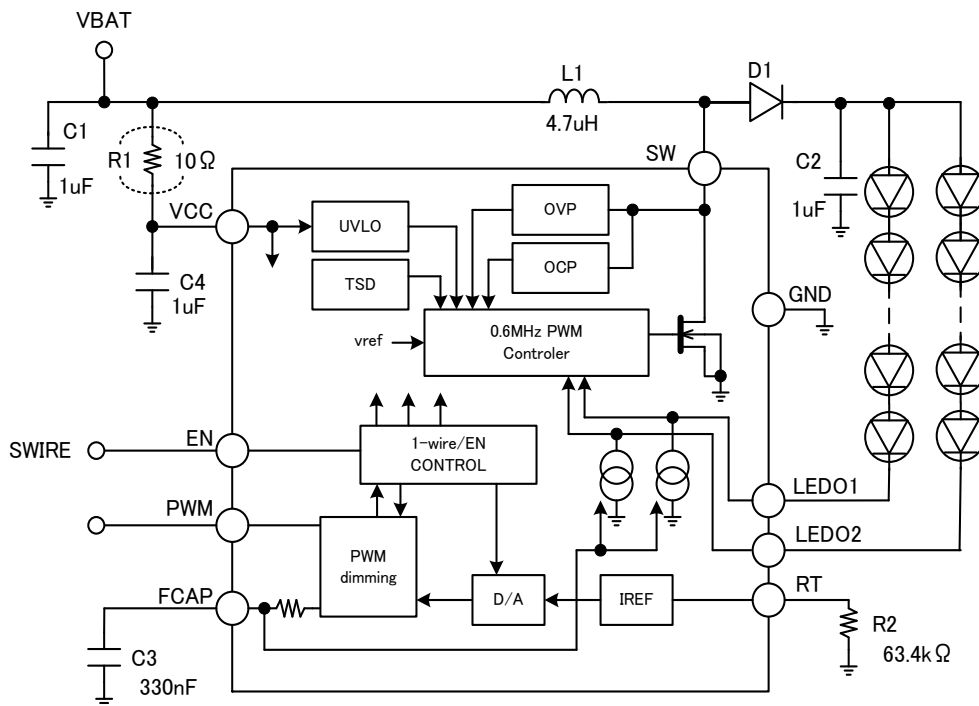 VBAT
L1
4.7uH
D1
C1
1uF
R1
10Ω
SW
C2
1uF
VCC
UVLO
OVP
OCP
TSD
C4
1uF
GND
vref
0.6MHz PWM
Controler
EN
SWIRE
1-wire/EN
CONTROL
LEDO1
PWM
LEDO2
PWM
dimming
FCAP
D/A
IREF
RT
C3
330nF
R2
63.4kΩ